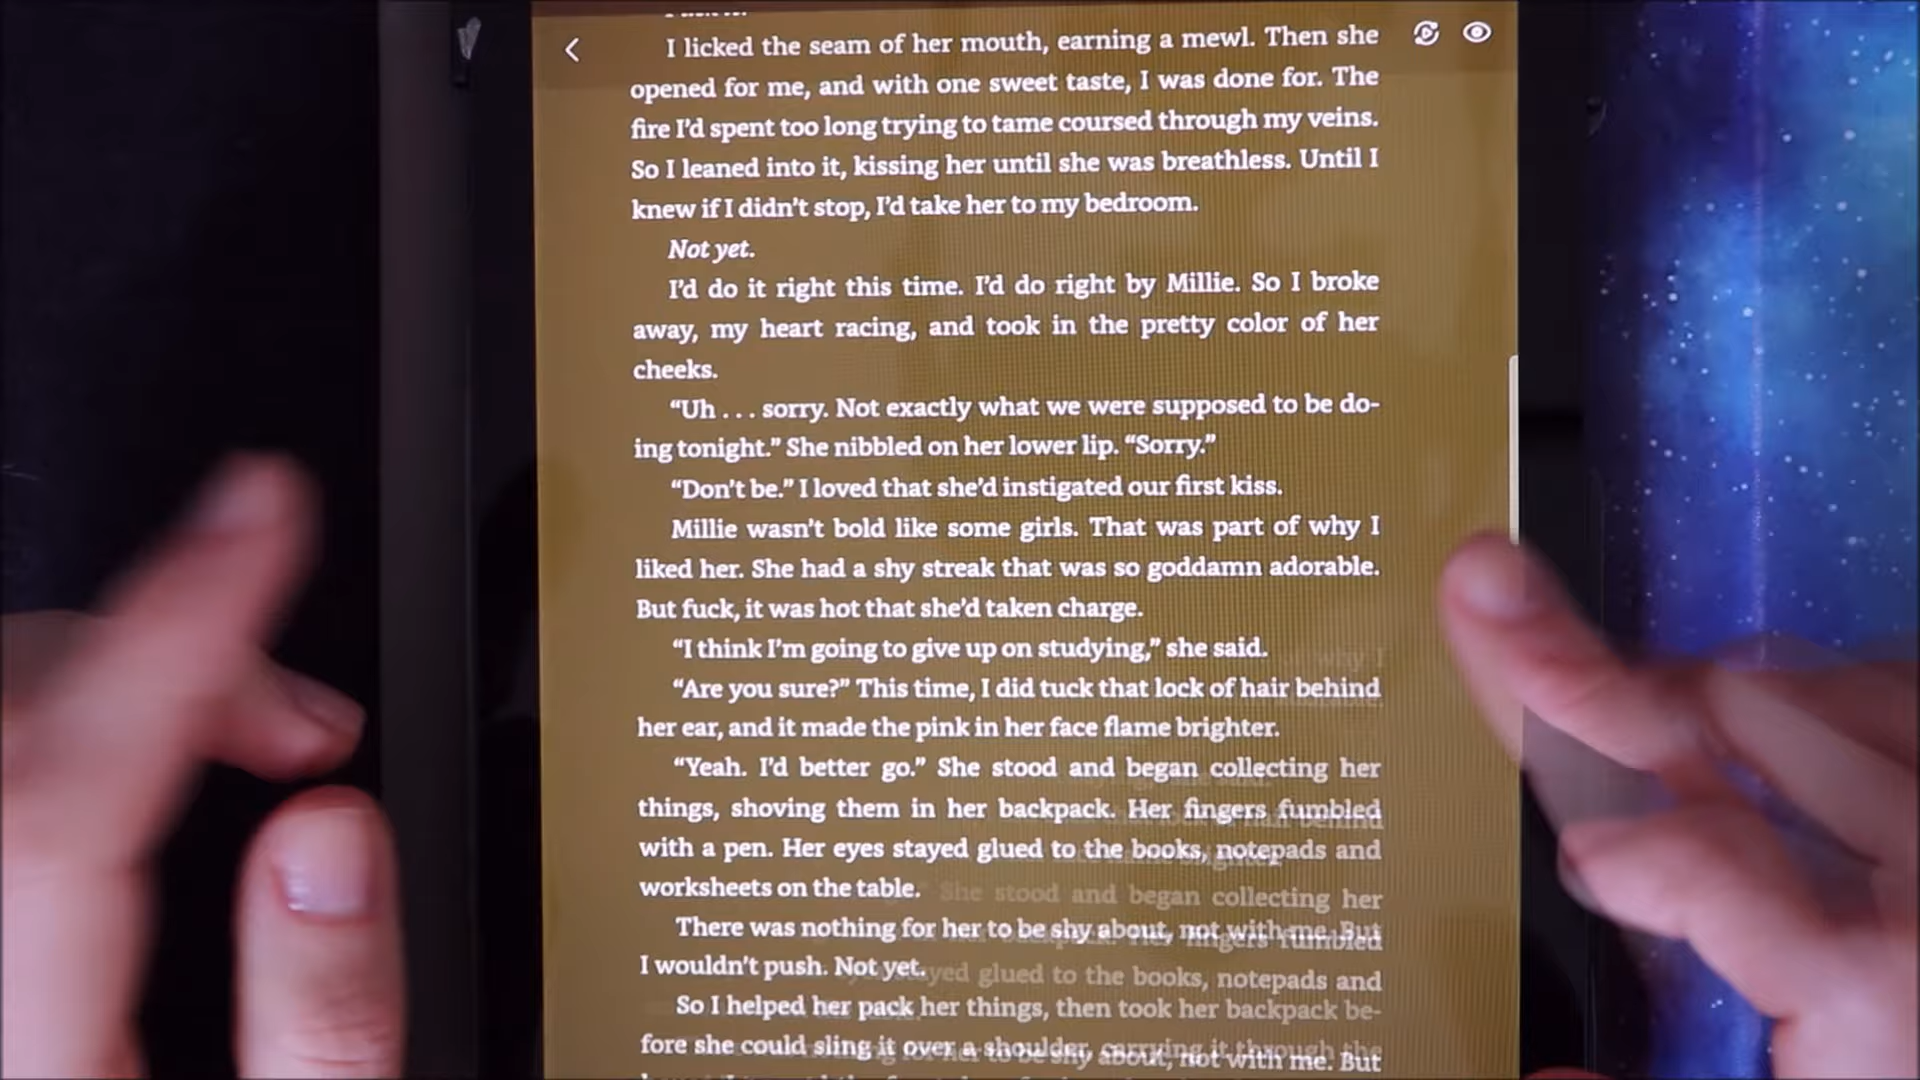 I licked the seam of her mouth, earning a mewl. Then she
opened for me, and with one sweet taste, I was done for. The
fire I'd spent too long trying to tame coursed through my veins.
So I leaned into it, kissing her until she was breathless. Until I
knew if I didn't stop, I'd take her to my bedroom.
Not yet.
I'd do it right this time. I'd do right by Millie. So I broke
away, my heart racing, and took in the pretty color of her
cheeks.
“Uh . . . sorry. Not exactly what we were supposed to be do-
ing tonight.” She nibbled on her lower lip. “Sorry.”
“Don't be.” I loved that she'd instigated our first kiss.
Millie wasn't bold like some girls. That was part of why I
liked her. She had a shy streak that was so goddamn adorable.
But fuck, it was hot that she'd taken charge.
“I think I'm going to give up on studying,” she said.
“Are you sure?” This time, I did tuck that lock of hair behind
her ear, and it made the pink in her face flame brighter.
“Yeah. I'd better go.” She stood and began collecting her
things, shoving them in her backpack. Her fingers fumbled
with a pen. Her eyes stayed glued to the books, notepads and
worksheets on the table.
There was nothing for her to be shy about, not with me. But
I wouldn't push. Not yet.
So I helped her pack her things, then took her backpack be-
fore she could sling it over a shoulder, carrying it through the